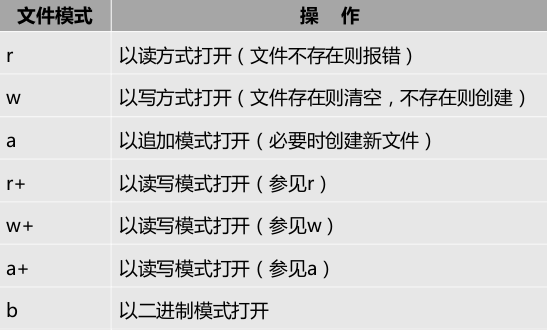 文件模式 操 作
r 以读方式打开（文件不存在则报错）
w 以写方式打开（文件存在则清空，不存在则创建）
a 以追加模式打开（必要时创建新文件）
r+ 以读写模式打开（参见r）
w+ 以读写模式打开（参见w）
a+ 以读写模式打开（参见a）
b 以二进制模式打开